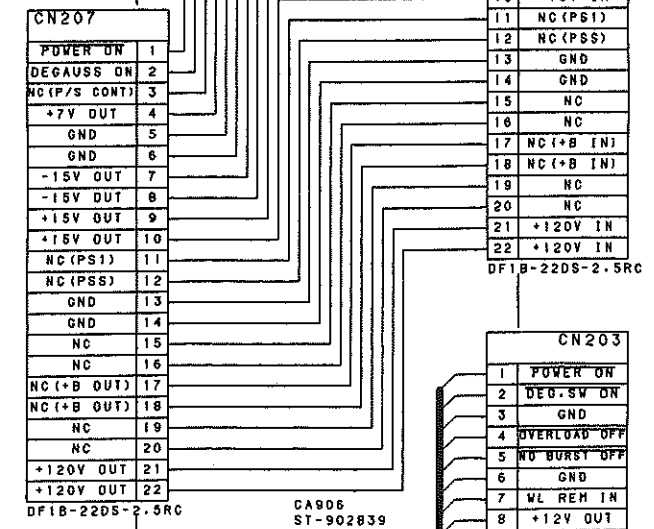 CN207
POWER ON 1
DEGAUSS ON 2
NC(P/S CONT) 3
+7V OUT 4
GND 5
GND 6
-15V OUT 7
-15V OUT 8
+15V OUT 9
+15V OUT 10
NC(PS1) 11
NC(PSS) 12
GND 13
GND 14
NC 15
NC 16
NC(+B OUT) 17
NC(+B OUT) 18
NC 19
NC 20
+120V OUT 21
+120V OUT 22
DF1B-22DS-2.5RC
11 NC(PS1)
12 NC(PSS)
13 GND
14 GND
15 NC
16 NC
17 NC(+B IN)
18 NC(+B IN)
19 NC
20 NC
21 +120V IN
22 +120V IN
DF1B-22DS-2.5RC
CN203
1 POWER ON
2 DEG.SW ON
3 GND
4 OVERLOAD OFF
5 NO BURST OFF
6 GND
7 WL REM IN
8 +12V OUT
CA906
ST-902839